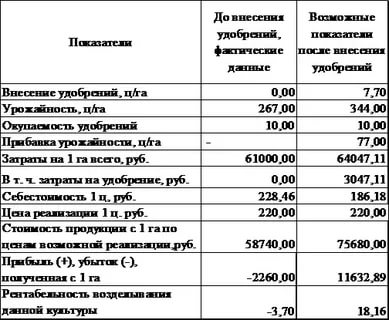 Показатели
До внесения
удобрений,
фактические
данные
Возможные
показатели
после внесения
удобрений
Внесение удобрений, ц/га 0,00 7,70
Урожайность, ц/га 267,00 344,00
Окупаемость удобрений 10,00 10,00
Прибавка урожайности, ц/га - 77,00
Затраты на 1 га всего, руб. 61000,00 64047,11
В т. ч. затраты на удобрение, руб. 0,00 3047,11
Себестоимость 1 ц, руб. 228,46 186,18
Цена реализации 1 ц. руб. 220,00 220,00
Стоимость продукции с 1 га по
ценам возможной реализации,руб. 58740,00 75680,00
Прибыль (+), убыток (-),
полученная с 1 га -2260,00 11632,89
Рентабельность возделывания
данной культуры -3,70 18,16